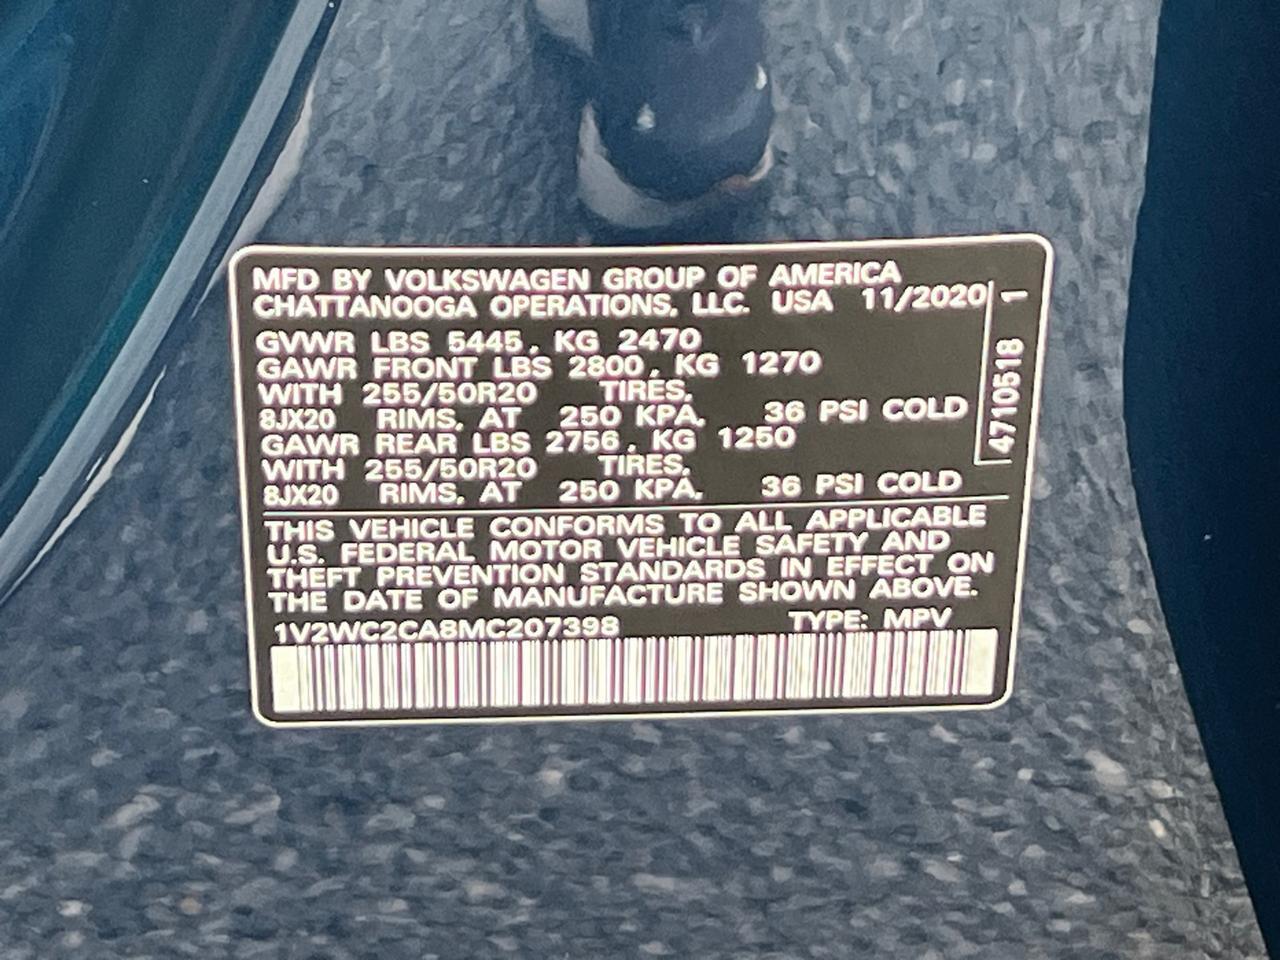 MFD BY VOLKSWAGEN GROUP OF AMERICA
CHATTANOOGA OPERATIONS, LLC. USA 11/2020
GVWR LBS 5445, KG 2470
GAWR FRONT LBS 2800, KG 1270
WITH 255/50R20 TIRES,
8JX20 RIMS, AT 250 KPA, 36 PSI COLD
GAWR REAR LBS 2756, KG 1250
WITH 255/50R20 TIRES,
8JX20 RIMS, AT 250 KPA, 36 PSI COLD
4710518 1
THIS VEHICLE CONFORMS TO ALL APPLICABLE
U.S. FEDERAL MOTOR VEHICLE SAFETY AND
THEFT PREVENTION STANDARDS IN EFFECT ON
THE DATE OF MANUFACTURE SHOWN ABOVE.
1V2WC2CA8MC207398 TYPE: MPV